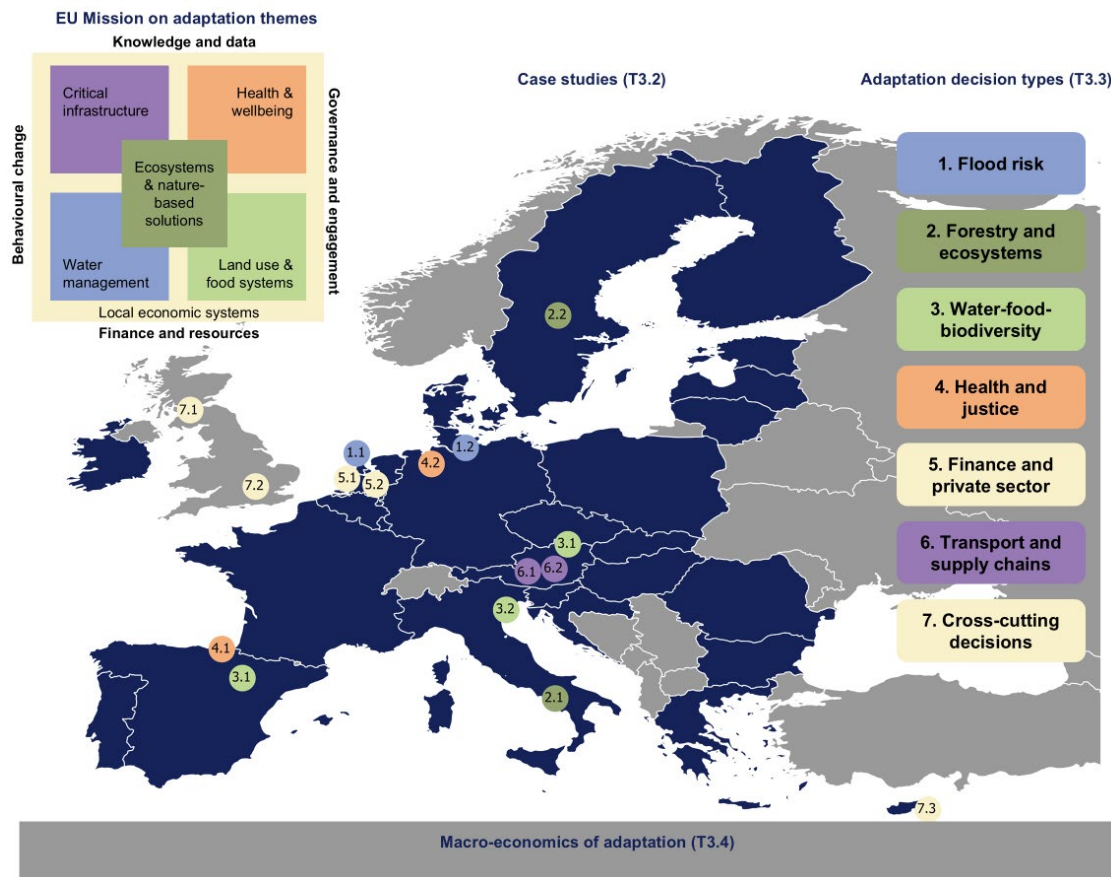 EU Mission on adaptation themes
Knowledge and data
Behavioural change
Critical
infrastructure
Health &
wellbeing
Ecosystems
& nature-
based
solutions
Water
management
Land use &
food systems
Local economic systems
Governance and engagement
Finance and resources
Case studies (T3.2)
2.2
7.1
7.2
1.1
1.2
4.2
5.1
5.2
3.1
6.1
6.2
3.2
4.1
3.1
2.1
7.3
Adaptation decision types (T3.3)
1. Flood risk
2. Forestry and
ecosystems
3. Water-food-
biodiversity
4. Health and
justice
5. Finance and
private sector
6. Transport and
supply chains
7. Cross-cutting
decisions
Macro-economics of adaptation (T3.4)